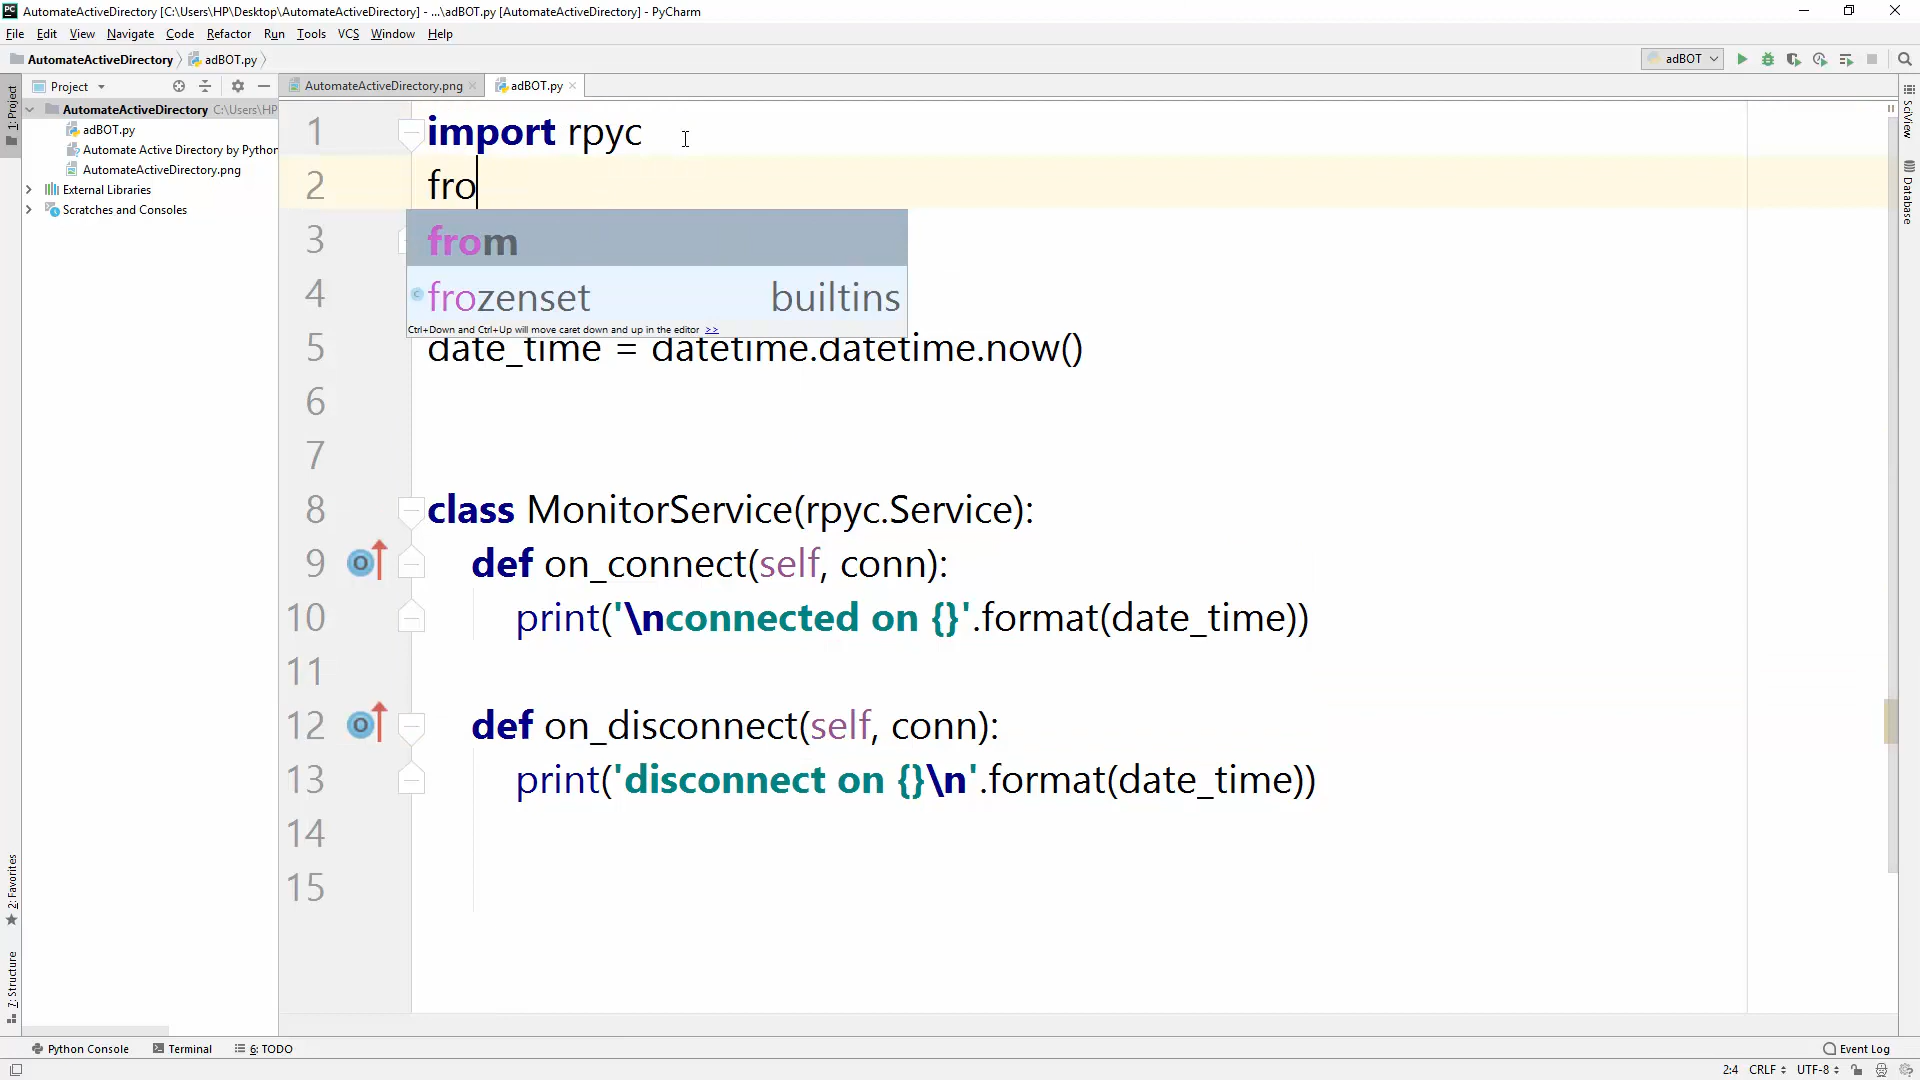 AutomateActiveDirectory [C:\Users\HP\Desktop\AutomateActiveDirectory] - ...\adBOT.py [AutomateActiveDirectory] - PyCharm
File Edit View Navigate Code Refactor Run Tools VCS Window Help
AutomateActiveDirectory adBOT.py adBOT
Project AutomateActiveDirectory.png adBOT.py
AutomateActiveDirectory C:\Users\HP
adBOT.py
Automate Active Directory by Python
AutomateActiveDirectory.png
External Libraries
Scratches and Consoles
1: Project
2: Favorites
7: Structure
SciView
Database
1 import rpyc
2 fro
from
frozenset builtins
Ctrl+Down and Ctrl+Up will move caret down and up in the editor >>
3
4
5 date_time = datetime.datetime.now()
6
7
8 class MonitorService(rpyc.Service):
9 def on_connect(self, conn):
10 print('\nconnected on {}'.format(date_time))
11
12 def on_disconnect(self, conn):
13 print('disconnect on {}\n'.format(date_time))
14
15
Python Console Terminal 6: TODO Event Log
2:4 CRLF UTF-8